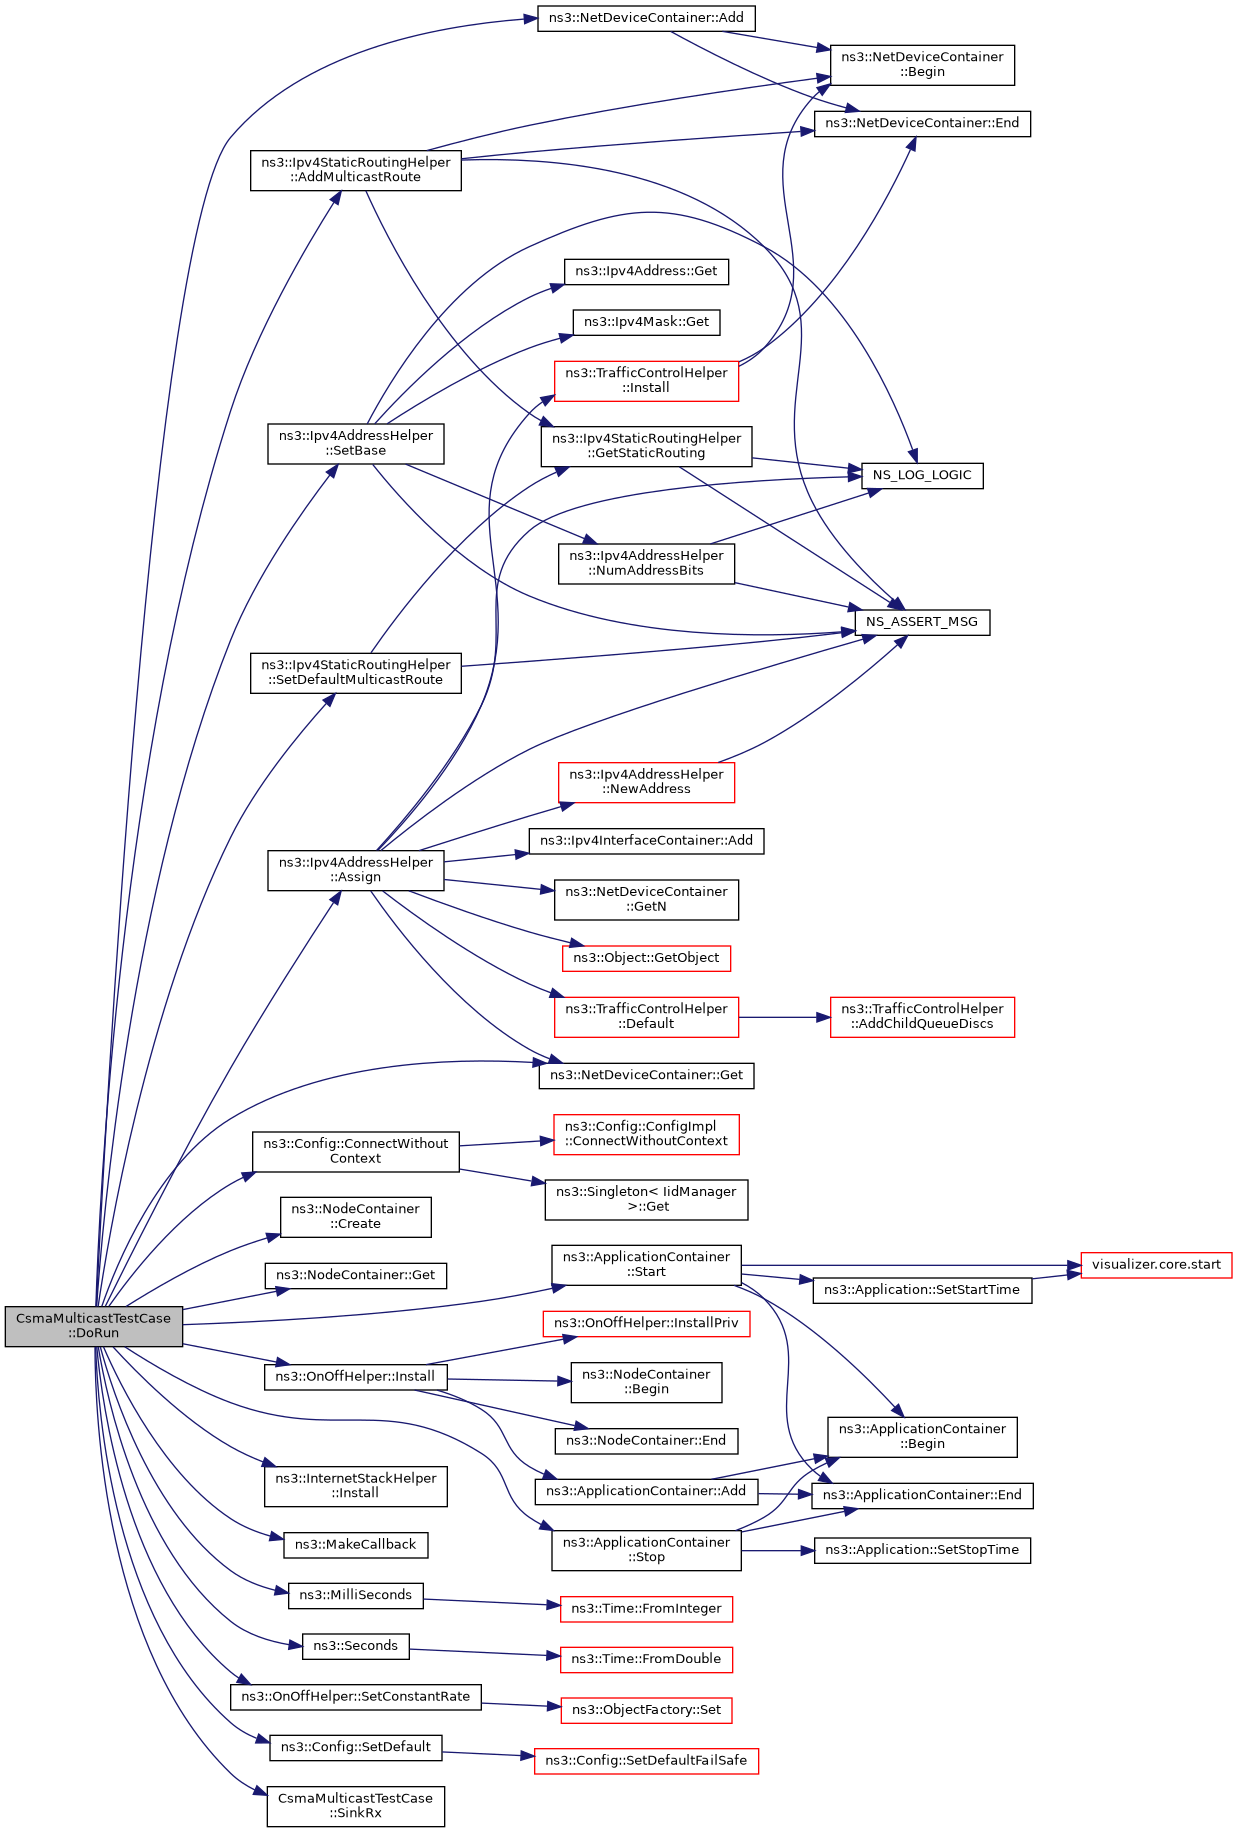 ns3::NetDeviceContainer::Add
ns3::NetDeviceContainer
::Begin
ns3::NetDeviceContainer::End
ns3::Ipv4StaticRoutingHelper
::AddMulticastRoute
ns3::Ipv4Address::Get
ns3::Ipv4Mask::Get
ns3::TrafficControlHelper
::Install
ns3::Ipv4AddressHelper
::SetBase
ns3::Ipv4StaticRoutingHelper
::GetStaticRouting
NS_LOG_LOGIC
ns3::Ipv4AddressHelper
::NumAddressBits
NS_ASSERT_MSG
ns3::Ipv4StaticRoutingHelper
::SetDefaultMulticastRoute
ns3::Ipv4AddressHelper
::NewAddress
ns3::Ipv4InterfaceContainer::Add
ns3::Ipv4AddressHelper
::Assign
ns3::NetDeviceContainer
::GetN
ns3::Object::GetObject
ns3::TrafficControlHelper
::Default
ns3::TrafficControlHelper
::AddChildQueueDiscs
ns3::NetDeviceContainer::Get
ns3::Config::ConfigImpl
::ConnectWithoutContext
ns3::Config::ConnectWithout
Context
ns3::Singleton< IidManager
>::Get
ns3::NodeContainer
::Create
ns3::ApplicationContainer
::Start
visualizer.core.start
ns3::NodeContainer::Get
ns3::Application::SetStartTime
CsmaMulticastTestCase
::DoRun
ns3::OnOffHelper::InstallPriv
ns3::OnOffHelper::Install
ns3::NodeContainer
::Begin
ns3::NodeContainer::End
ns3::ApplicationContainer
::Begin
ns3::InternetStackHelper
::Install
ns3::ApplicationContainer::Add
ns3::ApplicationContainer::End
ns3::MakeCallback
ns3::ApplicationContainer
::Stop
ns3::Application::SetStopTime
ns3::MilliSeconds
ns3::Time::FromInteger
ns3::Seconds
ns3::Time::FromDouble
ns3::OnOffHelper::SetConstantRate
ns3::ObjectFactory::Set
ns3::Config::SetDefault
ns3::Config::SetDefaultFailSafe
CsmaMulticastTestCase
::SinkRx